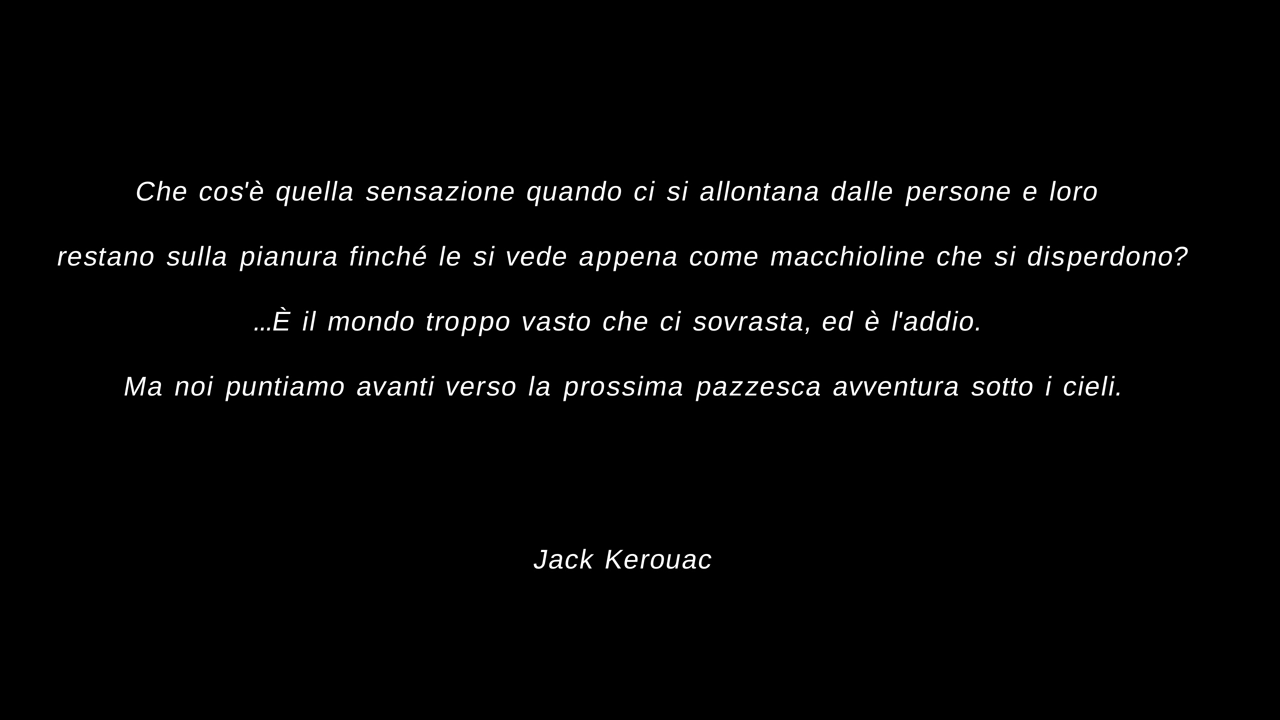 Che cos'è quella sensazione quando ci si allontana dalle persone e loro
restano sulla pianura finché le si vede appena come macchioline che si disperdono?
...È il mondo troppo vasto che ci sovrasta, ed è l'addio.
Ma noi puntiamo avanti verso la prossima pazzesca avventura sotto i cieli.
Jack Kerouac